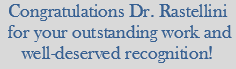 Congratulations Dr. Rastellini
for your outstanding work and
well-deserved recognition!